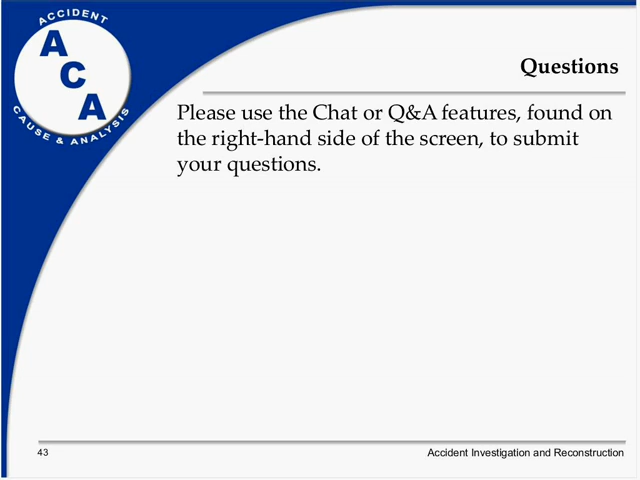 ACCIDENT
A
C
A
CAUSE & ANALYSIS
Questions
Please use the Chat or Q&A features, found on
the right-hand side of the screen, to submit
your questions.
43
Accident Investigation and Reconstruction